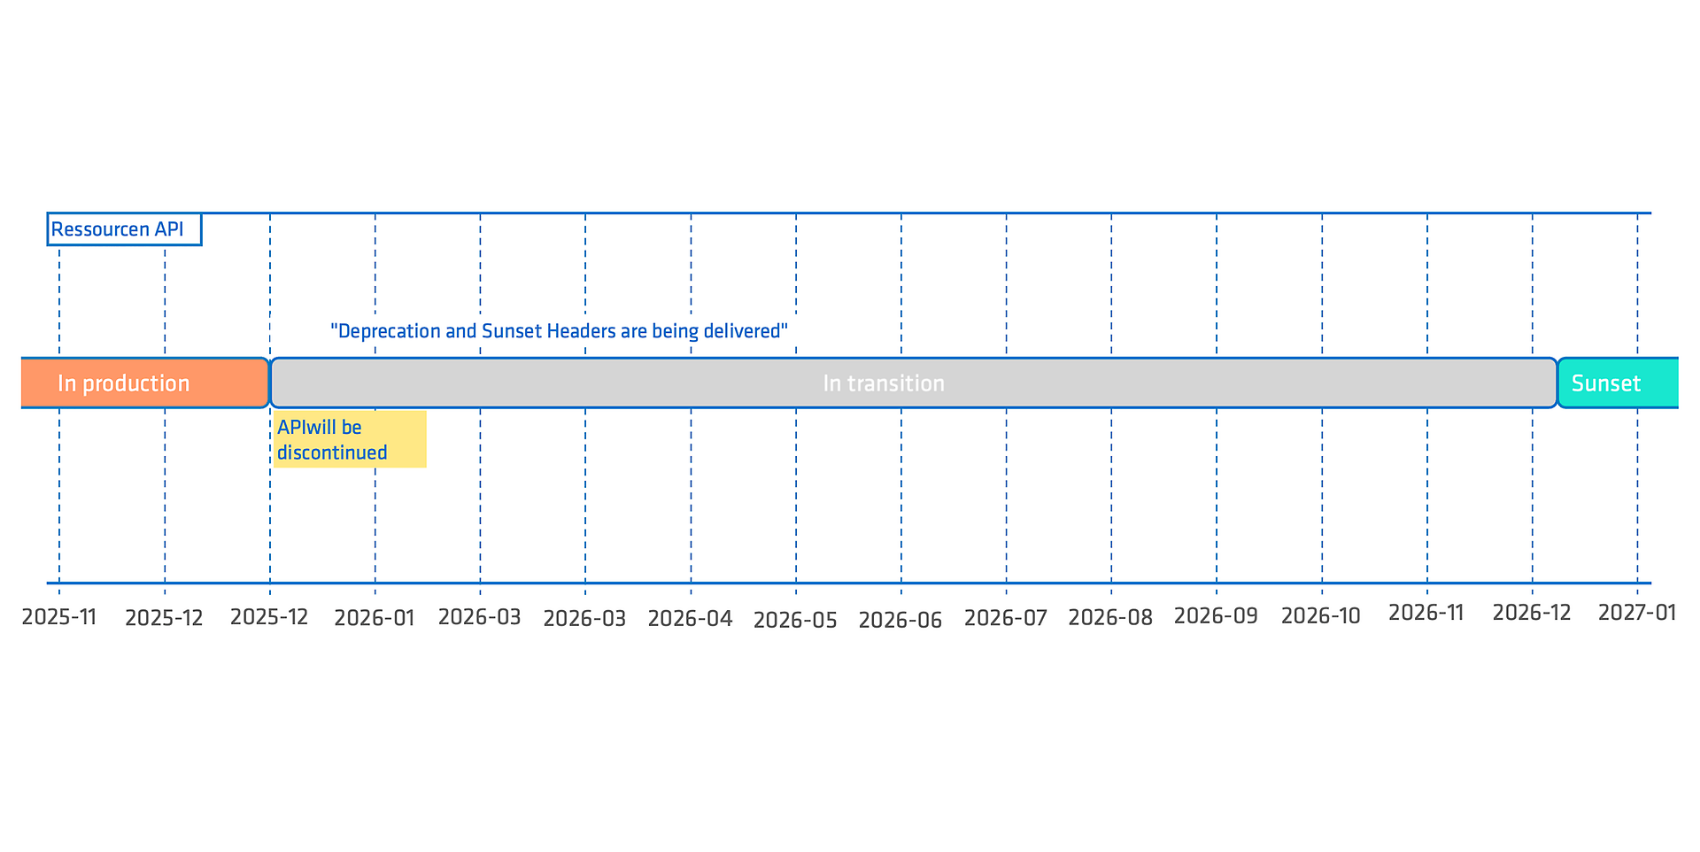 Ressourcen API
"Deprecation and Sunset Headers are being delivered"
In production
In transition
Sunset
APIwill be
discontinued
2025-11 2025-12 2025-12 2026-01 2026-03 2026-03 2026-04 2026-05 2026-06 2026-07 2026-08 2026-09 2026-10 2026-11 2026-12 2027-01